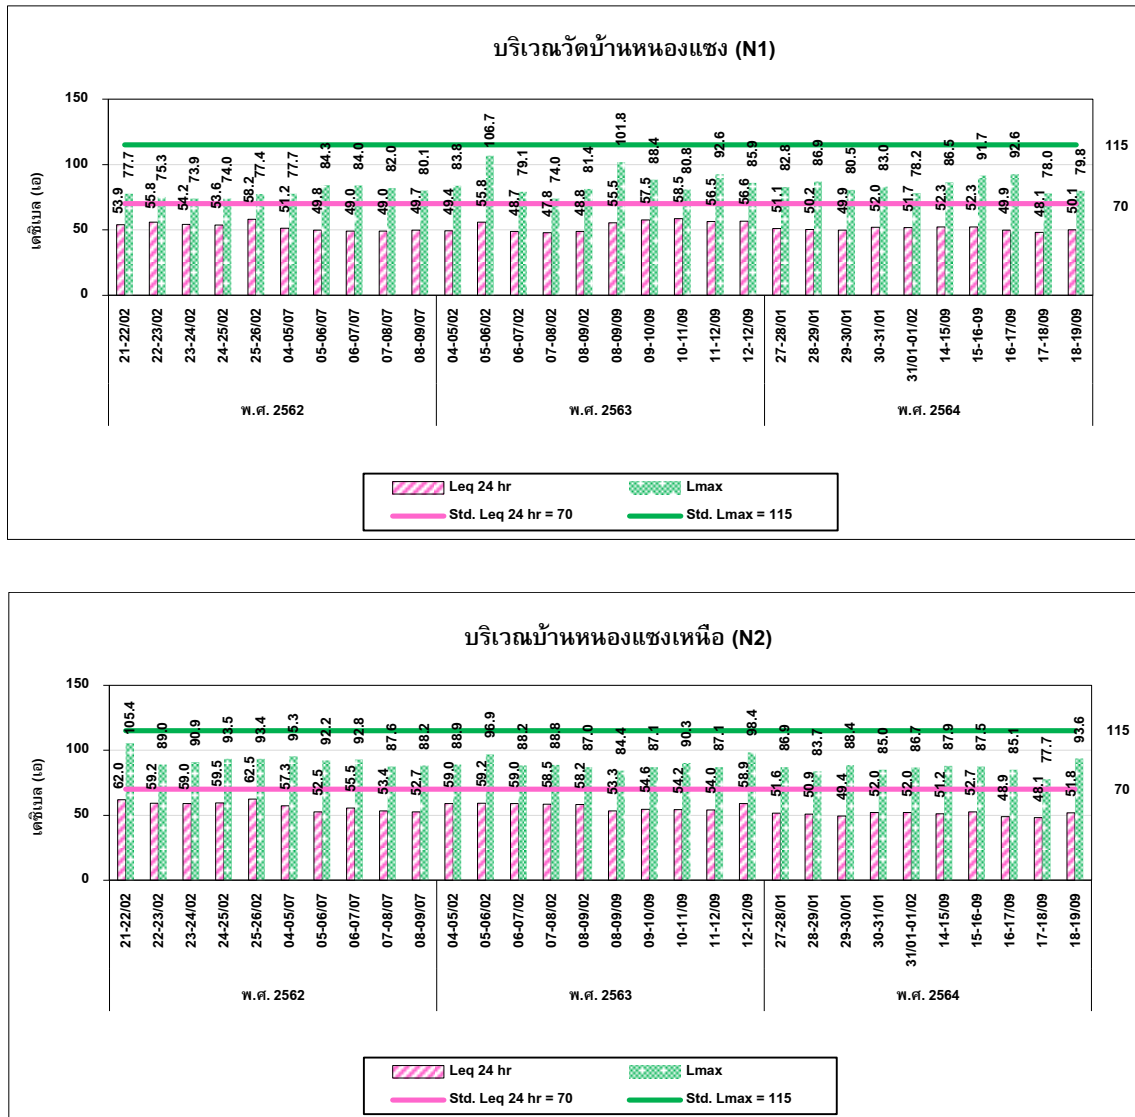 บริเวณวัดบ้านหนองแซง (N1)
เดซิเบล (เอ)
150
100
50
0
115
70
53.9 77.7 55.8 75.3 54.2 73.9 53.6 74.0 58.2 77.4 51.2 77.7 49.8 84.3 49.0 84.0 49.0 82.0 49.7 80.1 49.4 83.8 55.8 106.7 48.7 79.1 47.8 74.0 48.8 81.4 55.5 101.8 57.5 88.4 58.5 80.8 56.5 92.6 56.6 85.9 51.1 82.8 50.2 86.9 49.9 80.5 52.0 83.0 51.7 78.2 52.3 86.5 52.3 91.7 49.9 92.6 48.1 78.0 50.1 79.8
21-22/02 22-23/02 23-24/02 24-25/02 25-26/02 04-05/07 05-06/07 06-07/07 07-08/07 08-09/07 04-05/02 05-06/02 06-07/02 07-08/02 08-09/02 08-09/09 09-10/09 10-11/09 11-12/09 12-12/09 27-28/01 28-29/01 29-30/01 30-31/01 31/01-01/02 14-15/09 15-16-09 16-17/09 17-18/09 18-19/09
พ.ศ. 2562 พ.ศ. 2563 พ.ศ. 2564
Leq 24 hr Lmax
Std. Leq 24 hr = 70 Std. Lmax = 115
บริเวณบ้านหนองแซงเหนือ (N2)
เดซิเบล (เอ)
150
100
50
0
115
70
62.0 105.4 59.2 89.0 59.0 90.9 59.5 93.5 62.5 93.4 57.3 95.3 52.5 92.2 55.5 92.8 53.4 87.6 52.7 88.2 59.0 88.9 59.2 96.9 59.0 88.2 58.5 88.8 58.2 87.0 53.3 84.4 54.6 87.1 54.2 90.3 54.0 87.1 58.9 98.4 51.6 86.9 50.9 83.7 49.4 88.4 52.0 85.0 52.0 86.7 51.2 87.9 52.7 87.5 48.9 85.1 48.1 77.7 51.8 93.6
21-22/02 22-23/02 23-24/02 24-25/02 25-26/02 04-05/07 05-06/07 06-07/07 07-08/07 08-09/07 04-05/02 05-06/02 06-07/02 07-08/02 08-09/02 08-09/09 09-10/09 10-11/09 11-12/09 12-12/09 27-28/01 28-29/01 29-30/01 30-31/01 31/01-01/02 14-15/09 15-16-09 16-17/09 17-18/09 18-19/09
พ.ศ. 2562 พ.ศ. 2563 พ.ศ. 2564
Leq 24 hr Lmax
Std. Leq 24 hr = 70 Std. Lmax = 115